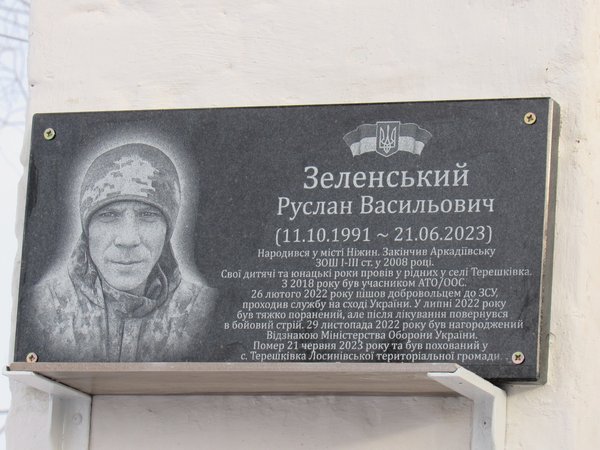 Зеленський
Руслан Васильович
(11.10.1991 ~ 21.06.2023)
Народився у місті Ніжин. Закінчив Аркадіївську
ЗОШ І-ІІІ ст. у 2008 році.
Свої дитячі та юнацькі роки провів у рідних у селі Терешківка.
З 2018 року був учасником АТО/ООС.
26 лютого 2022 року пішов добровольцем до ЗСУ,
проходив службу на сході України. У липні 2022 року
був тяжко поранений, але після лікування повернувся
в бойовий стрій. 29 листопада 2022 року був нагороджений
Відзнакою Міністерства Оборони України.
Помер 21 червня 2023 року та був похований у
с. Терешківка Лосинівської територіальної громади.